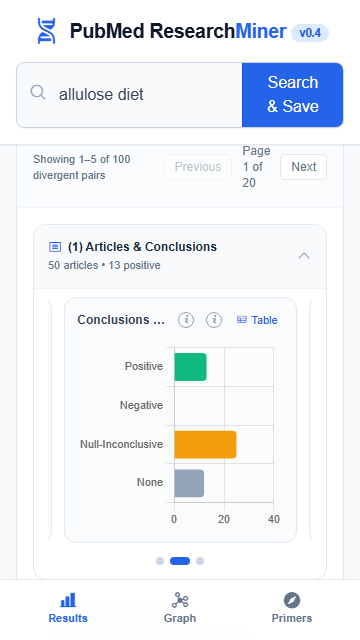 PubMed ResearchMiner v0.4
allulose diet
Search
& Save
Showing 1–5 of 100
divergent pairs
Previous
Page
1 of
20
Next
(1) Articles & Conclusions
50 articles • 13 positive
Conclusions ...
Table
Positive
Negative
Null-Inconclusive
None
0 20 40
Results Graph Primers